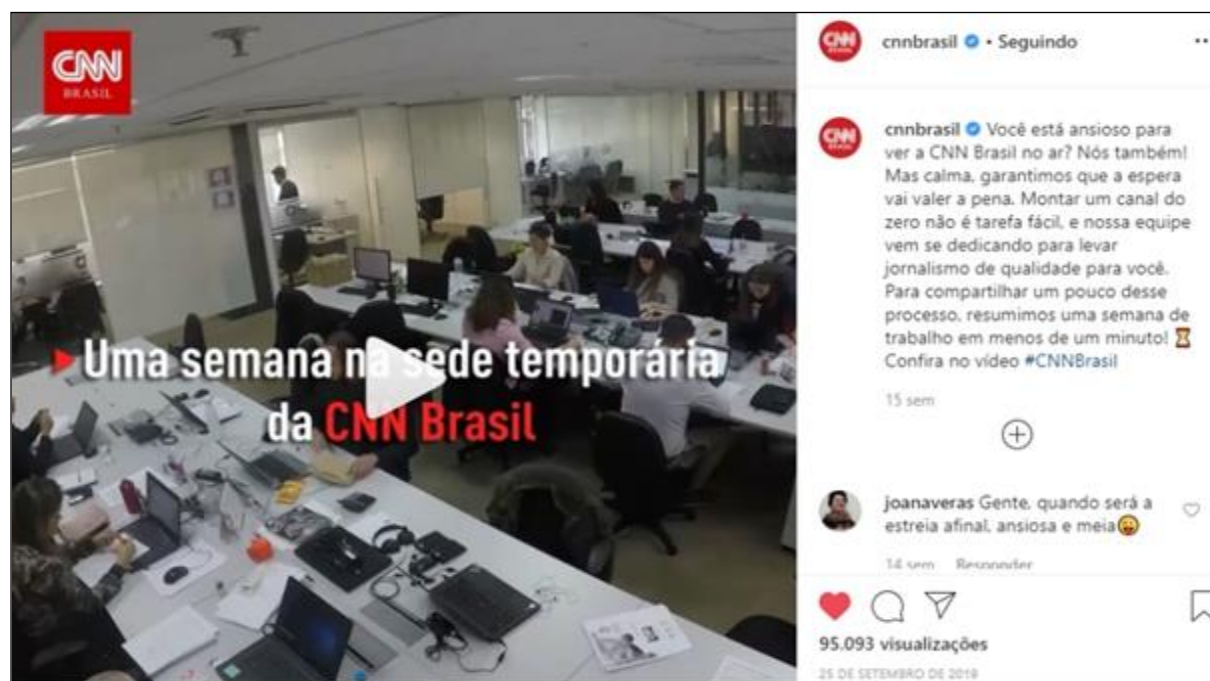 CNN
BRASIL
Uma semana na sede temporária
da CNN Brasil
CNN
BRASIL
cnnbrasil • Seguindo
CNN
BRASIL
cnnbrasil Você está ansioso para
ver a CNN Brasil no ar? Nós também!
Mas calma, garantimos que a espera
vai valer a pena. Montar um canal do
zero não é tarefa fácil, e nossa equipe
vem se dedicando para levar
jornalismo de qualidade para você.
Para compartilhar um pouco desse
processo, resumimos uma semana de
trabalho em menos de um minuto! ⏳
Confira no vídeo #CNNBrasil
15 sem
joanaveras Gente, quando será a
estreia afinal, ansiosa e meia😛
14 sem Responder
95.093 visualizações
25 DE SETEMBRO DE 2019